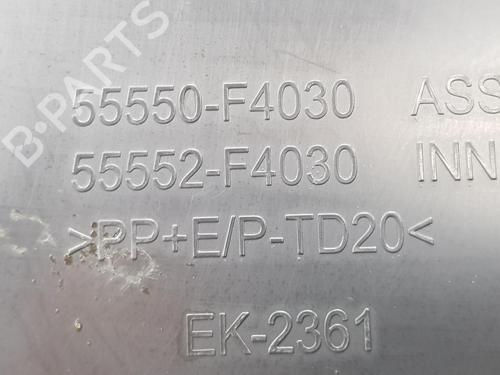 B-PARTS
55550-F4030 ASS
55552-F4030 INN
>PP+E/P-TD20<
EK-2361